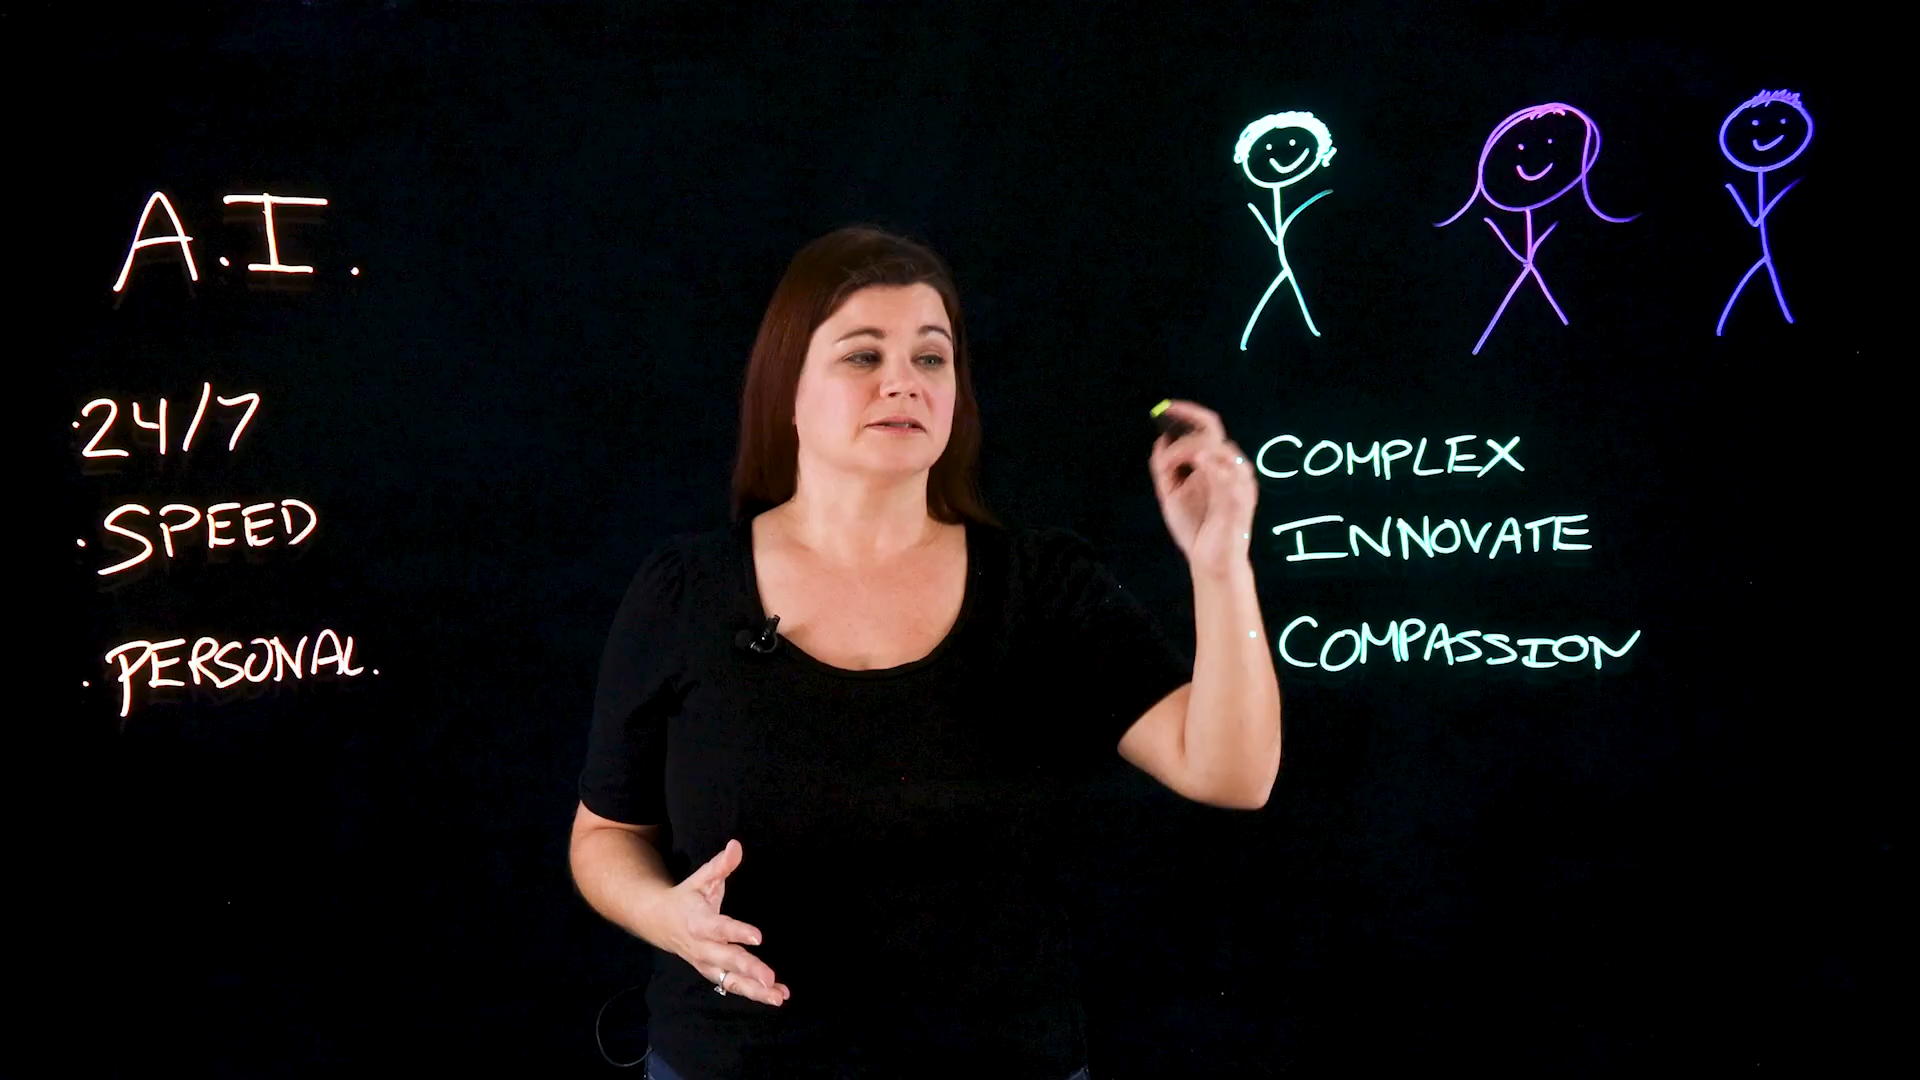 A.I.
· 24/7
· SPEED
· PERSONAL.
· COMPLEX
· INNOVATE
· COMPASSION